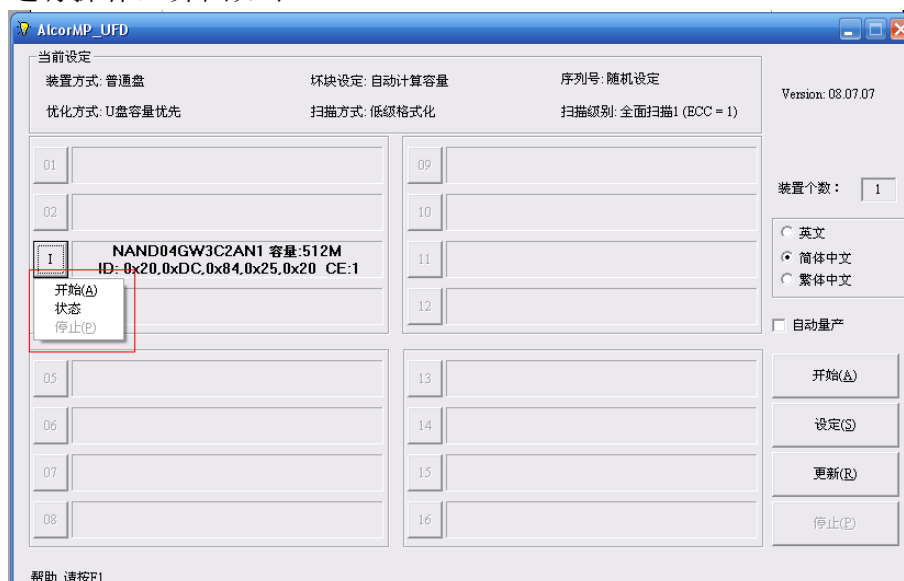 AlcorMP_UFD
当前设定
装置方式: 普通盘 坏块设定: 自动计算容量 序列号: 随机设定
优化方式: U盘容量优先 扫描方式: 低级格式化 扫描级别: 全面扫描1 (ECC = 1)
Version: 08.07.07
装置个数： 1
01
02
I NAND04GW3C2AN1 容量:512M
ID: 0x20,0xDC,0x84,0x25,0x20 CE:1
开始(A)
状态
停止(P)
05
06
07
08
09
10
11
12
13
14
15
16
英文
简体中文
繁体中文
自动量产
开始(A)
设定(S)
更新(R)
停止(P)
帮助, 请按F1